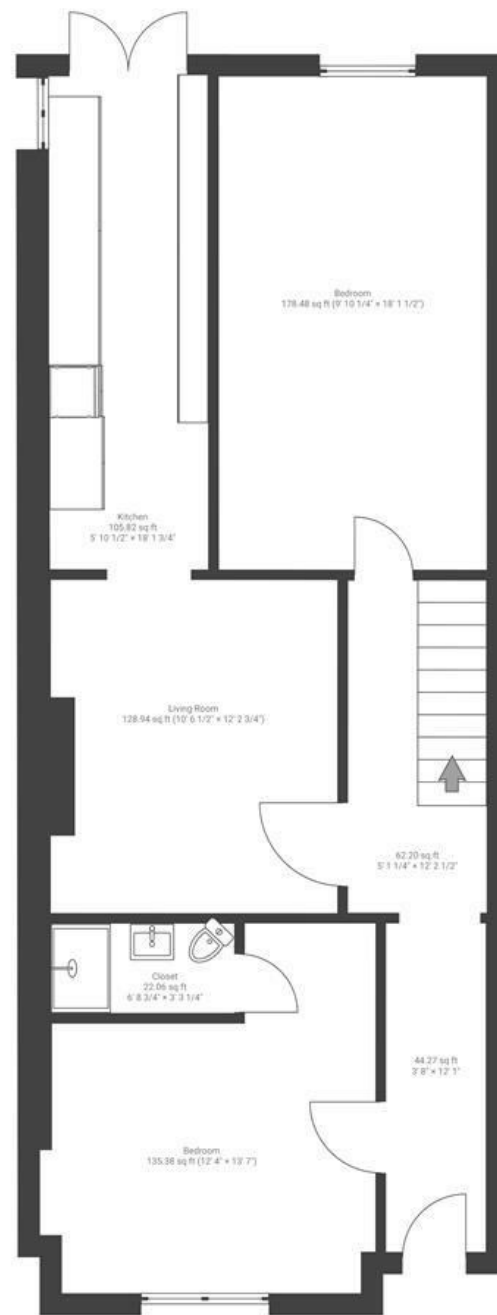 Bedroom
178.48 sq ft (9' 10 1/4" × 18' 1 1/2")
Kitchen
105.82 sq ft
5' 10 1/2" × 18' 1 3/4"
Living Room
128.94 sq ft (10' 6 1/2" × 12' 2 3/4")
62.20 sq ft
5' 1 1/4" × 12' 2 1/2"
Closet
22.06 sq ft
6' 8 3/4" × 3' 3 1/4"
44.27 sq ft
3' 8" × 12' 1"
Bedroom
135.38 sq ft (12' 4" × 13' 7")